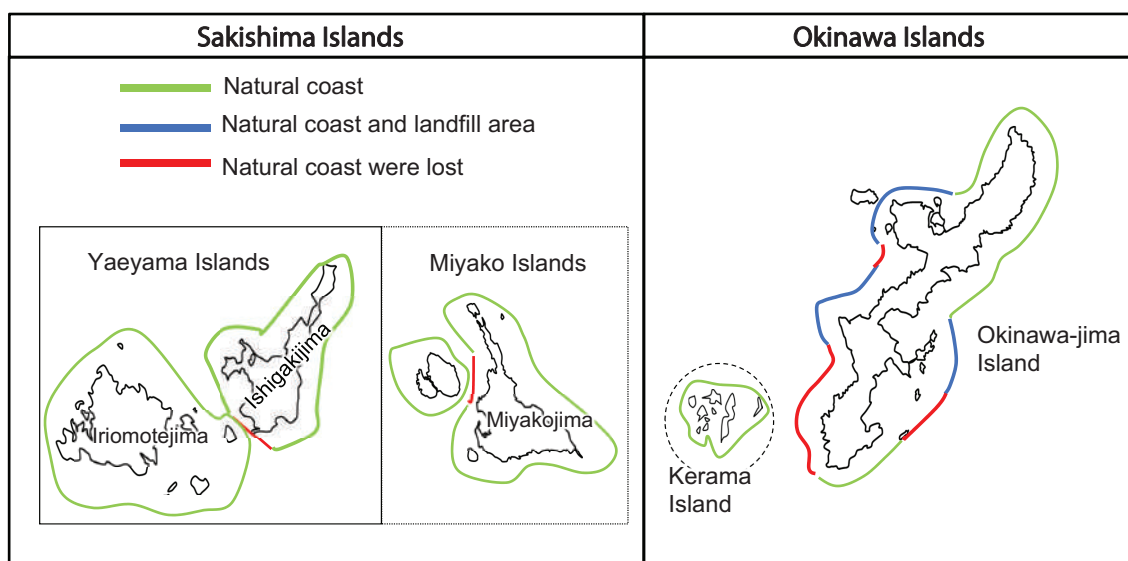 Sakishima Islands
Okinawa Islands
Natural coast
Natural coast and landfill area
Natural coast were lost
Yaeyama Islands
Miyako Islands
Ishigakijima
Iriomotejima
Miyakojima
Okinawa-jima
Island
Kerama
Island